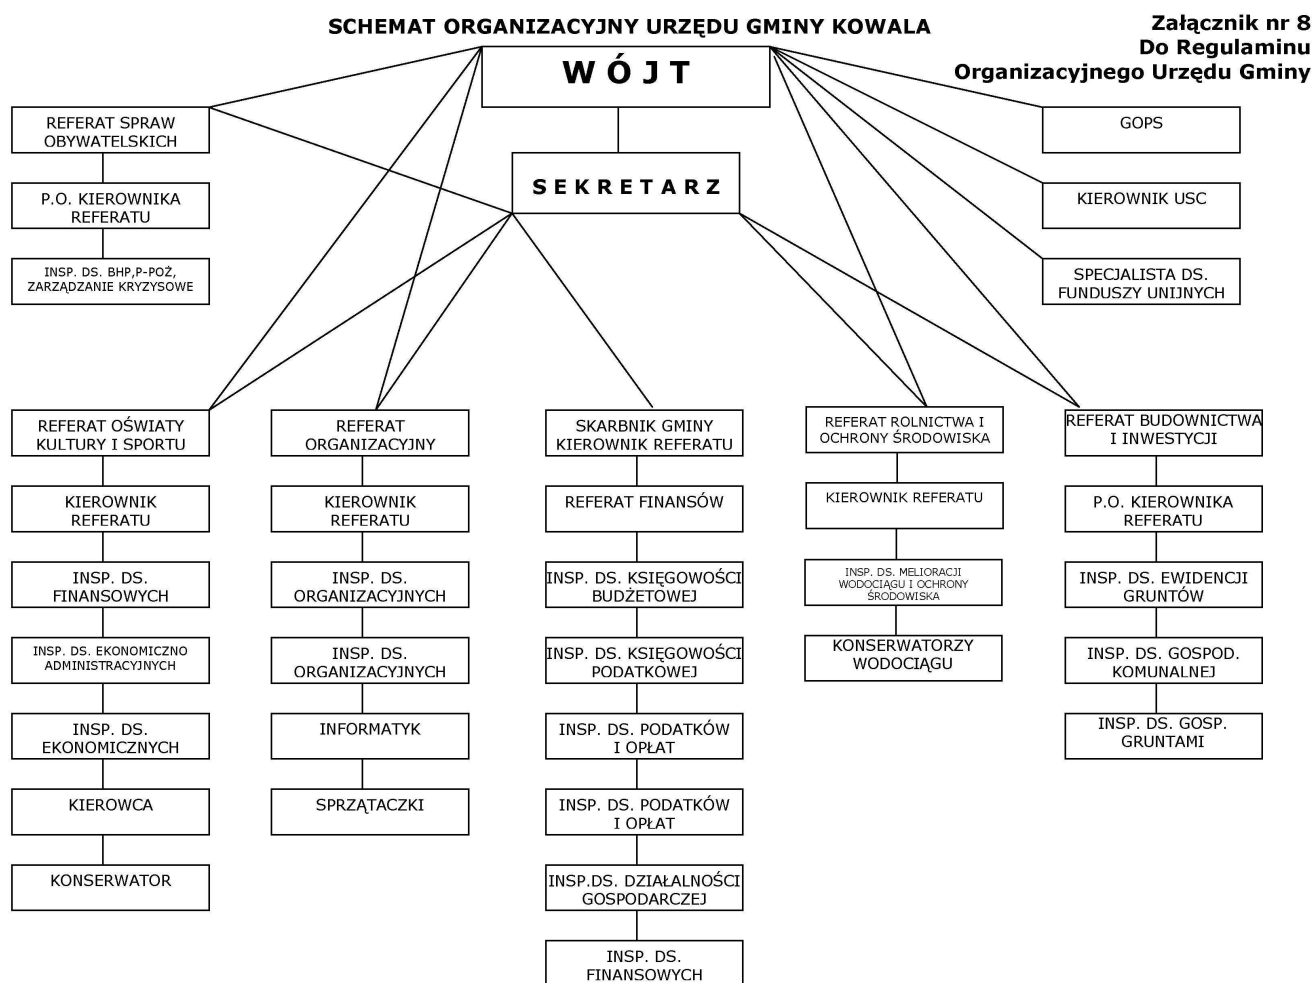 SCHEMAT ORGANIZACYJNY URZĘDU GMINY KOWALA
Załącznik nr 8
Do Regulaminu
Organizacyjnego Urzędu Gminy
W Ó J T
S E K R E T A R Z
REFERAT SPRAW
OBYWATELSKICH
P.O. KIEROWNIKA
REFERATU
INSP. DS. BHP,P-POŻ,
ZARZĄDZANIE KRYZYSOWE
GOPS
KIEROWNIK USC
SPECJALISTA DS.
FUNDUSZY UNIJNYCH
REFERAT OŚWIATY
KULTURY I SPORTU
KIEROWNIK
REFERATU
INSP. DS.
FINANSOWYCH
INSP. DS. EKONOMICZNO
ADMINISTRACYJNYCH
INSP. DS.
EKONOMICZNYCH
KIEROWCA
KONSERWATOR
REFERAT
ORGANIZACYJNY
KIEROWNIK
REFERATU
INSP. DS.
ORGANIZACYJNYCH
INSP. DS.
ORGANIZACYJNYCH
INFORMATYK
SPRZĄTACZKI
SKARBNIK GMINY
KIEROWNIK REFERATU
REFERAT FINANSÓW
INSP. DS. KSIĘGOWOŚCI
BUDŻETOWEJ
INSP. DS. KSIĘGOWOŚCI
PODATKOWEJ
INSP. DS. PODATKÓW
I OPŁAT
INSP. DS. PODATKÓW
I OPŁAT
INSP.DS. DZIAŁALNOŚCI
GOSPODARCZEJ
INSP. DS.
FINANSOWYCH
REFERAT ROLNICTWA I
OCHRONY ŚRODOWISKA
KIEROWNIK REFERATU
INSP. DS. MELIORACJI
WODOCIĄGU I OCHRONY
ŚRODOWISKA
KONSERWATORZY
WODOCIĄGU
REFERAT BUDOWNICTWA
I INWESTYCJI
P.O. KIEROWNIKA
REFERATU
INSP. DS. EWIDENCJI
GRUNTÓW
INSP. DS. GOSPOD.
KOMUNALNEJ
INSP. DS. GOSP.
GRUNTAMI